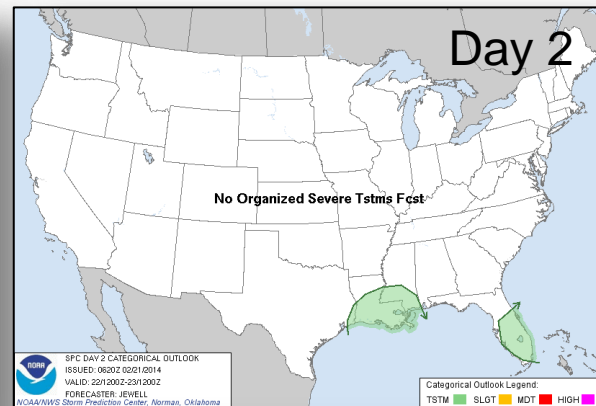 Day 2
No Organized Severe Tstms Fcst
NOAA
SPC DAY 2 CATEGORICAL OUTLOOK
ISSUED: 0620Z 02/21/2014
VALID: 22/1200Z-23/1200Z
FORECASTER: JEWELL
NOAA/NWS Storm Prediction Center, Norman, Oklahoma
Categorical Outlook Legend:
TSTM SLGT MDT HIGH